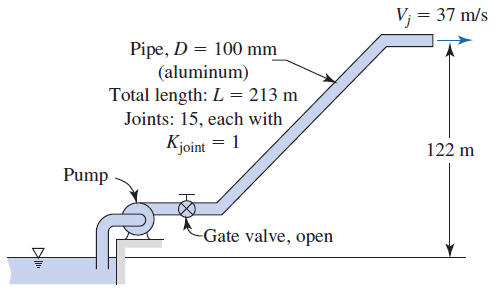 V_j = 37 m/s
Pipe, D = 100 mm
(aluminum)
Total length: L = 213 m
Joints: 15, each with
K_joint = 1
122 m
Pump
Gate valve, open